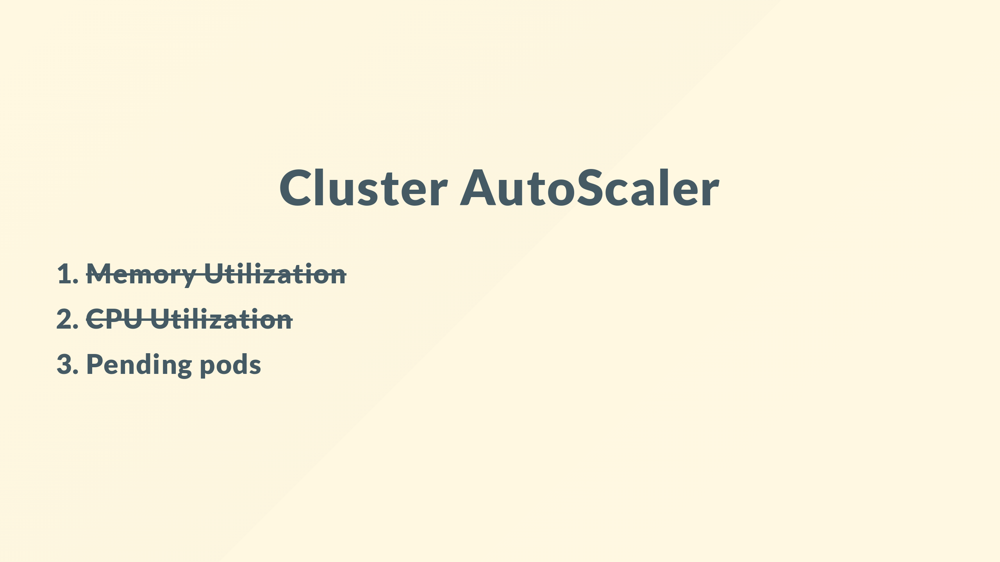 Cluster AutoScaler
1. Memory Utilization
2. CPU Utilization
3. Pending pods